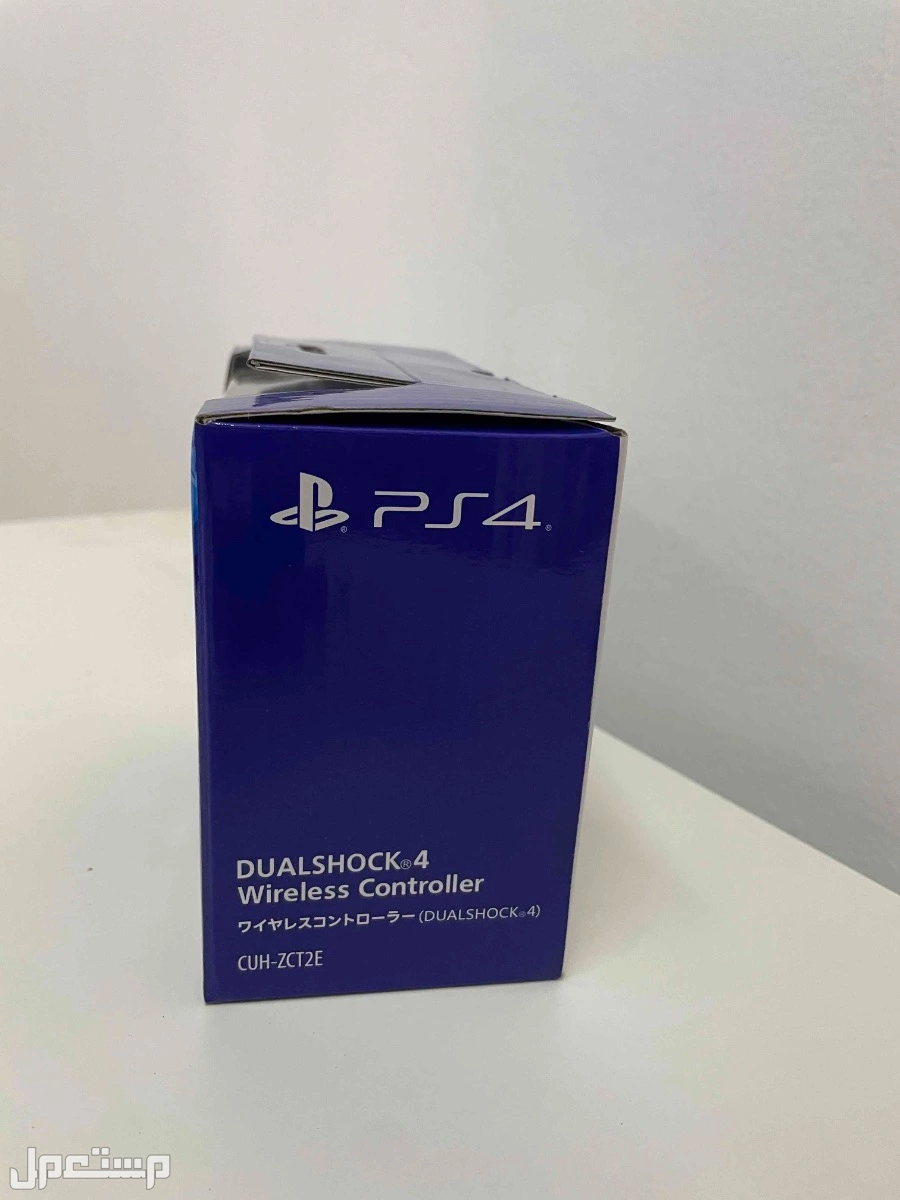 PS4®
DUALSHOCK®4
Wireless Controller
ワイヤレスコントローラー(DUALSHOCK®4)
CUH-ZCT2E
مستعمل